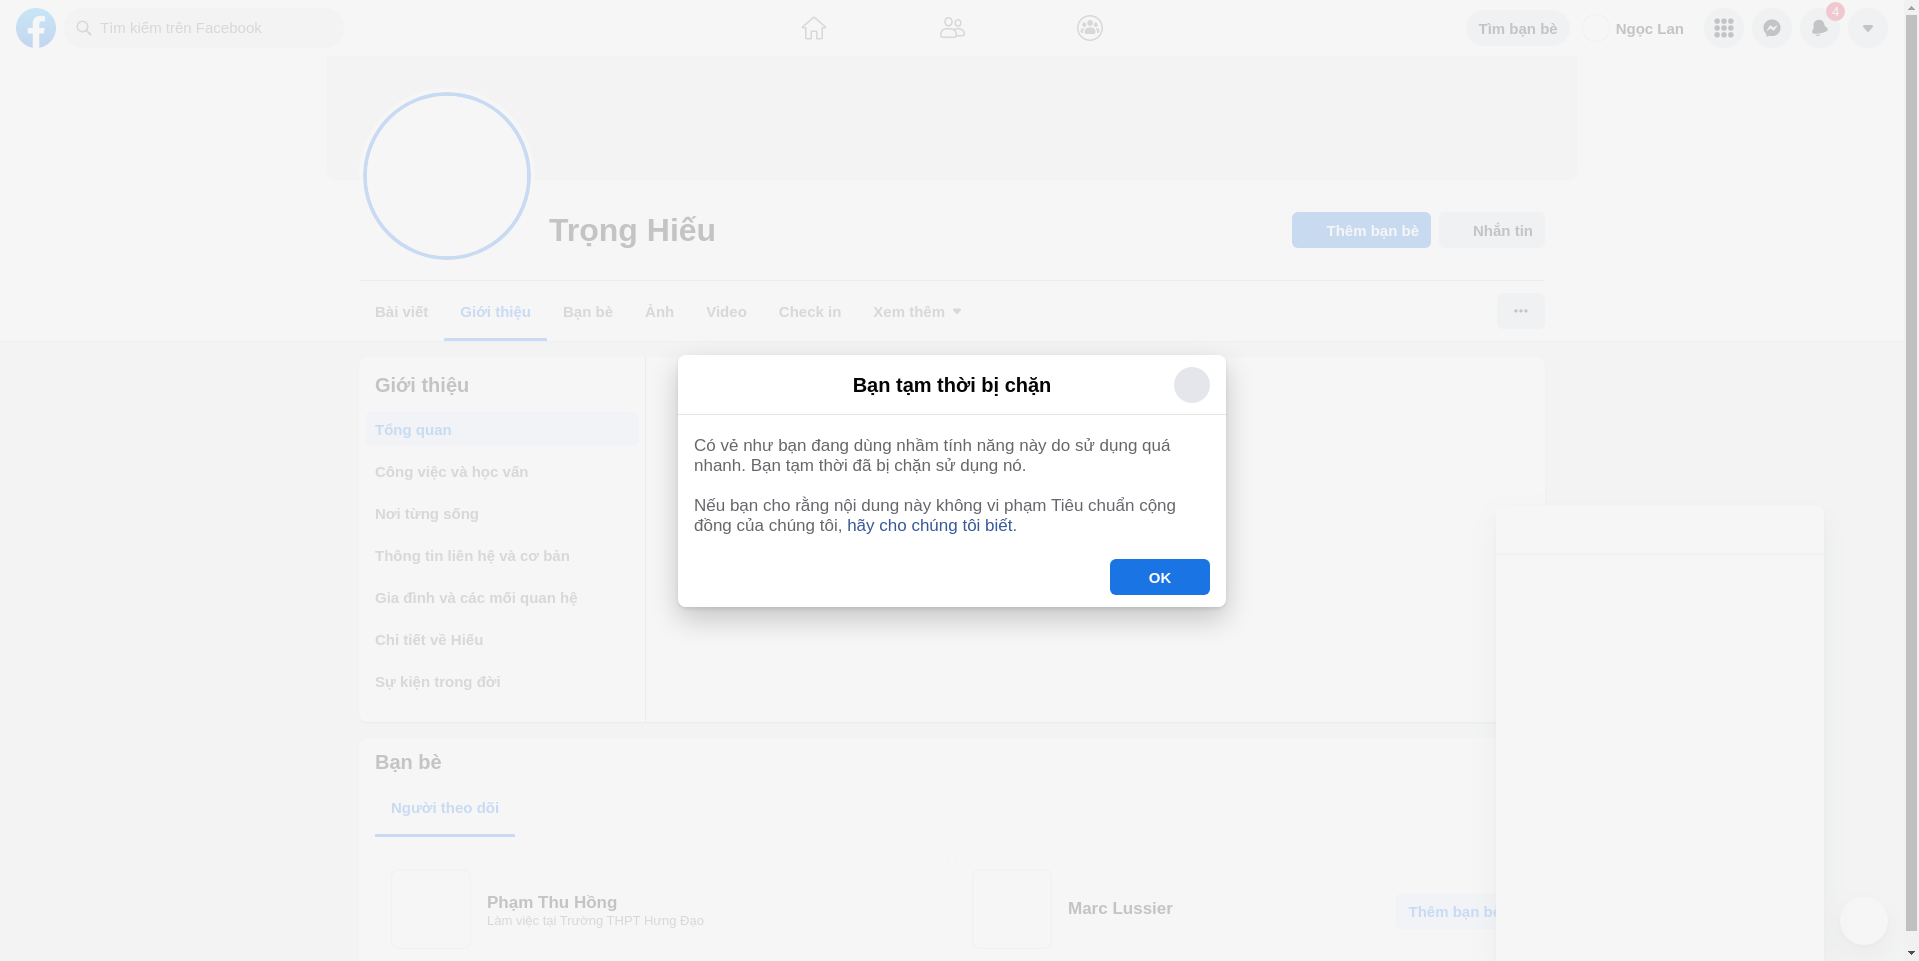 Tìm kiếm trên Facebook
Tìm bạn bè
Ngọc Lan
4
Trọng Hiếu
Thêm bạn bè
Nhắn tin
Bài viết
Giới thiệu
Bạn bè
Ảnh
Video
Check in
Xem thêm
Giới thiệu
Tổng quan
Công việc và học vấn
Nơi từng sống
Thông tin liên hệ và cơ bản
Gia đình và các mối quan hệ
Chi tiết về Hiếu
Sự kiện trong đời
Bạn tạm thời bị chặn
Có vẻ như bạn đang dùng nhầm tính năng này do sử dụng quá
nhanh. Bạn tạm thời đã bị chặn sử dụng nó.
Nếu bạn cho rằng nội dung này không vi phạm Tiêu chuẩn cộng
đồng của chúng tôi, hãy cho chúng tôi biết.
OK
Bạn bè
Người theo dõi
Phạm Thu Hồng
Làm việc tại Trường THPT Hưng Đạo
Marc Lussier
Thêm bạn bè